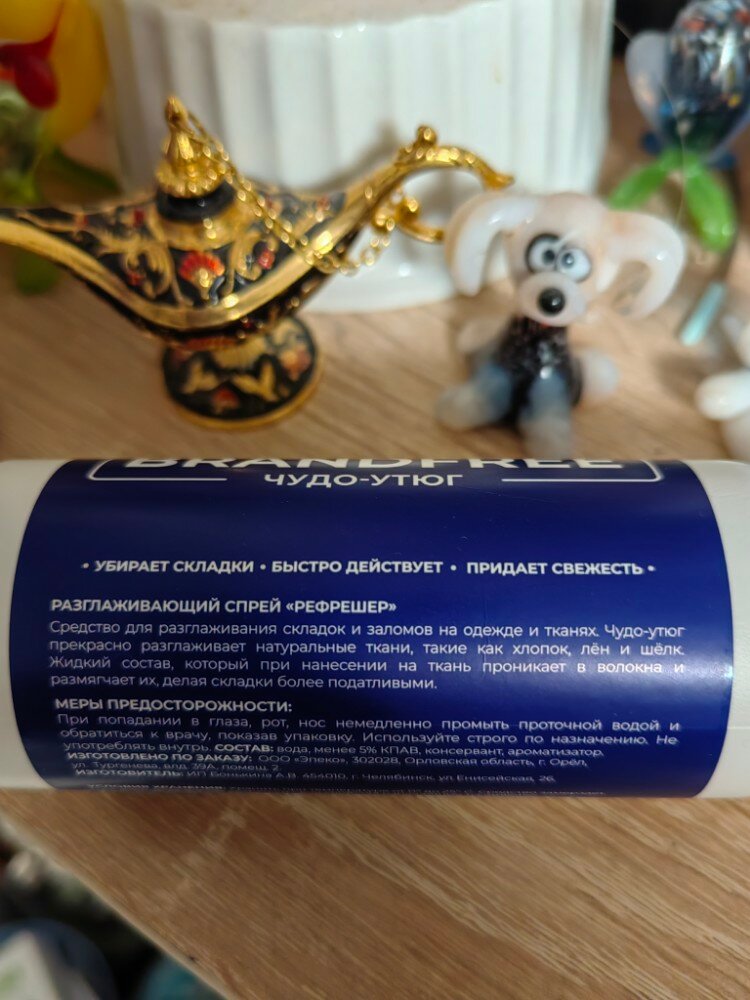 BRANDFREE
ЧУДО-УТЮГ
• УБИРАЕТ СКЛАДКИ • БЫСТРО ДЕЙСТВУЕТ • ПРИДАЕТ СВЕЖЕСТЬ •
РАЗГЛАЖИВАЮЩИЙ СПРЕЙ «РЕФРЕШЕР»
Средство для разглаживания складок и заломов на одежде и тканях. Чудо-утюг
прекрасно разглаживает натуральные ткани, такие как хлопок, лён и шёлк.
Жидкий состав, который при нанесении на ткань проникает в волокна и
размягчает их, делая складки более податливыми.
МЕРЫ ПРЕДОСТОРОЖНОСТИ:
При попадании в глаза, рот, нос немедленно промыть проточной водой и
обратиться к врачу, показав упаковку. Используйте строго по назначению. Не
употреблять внутрь. СОСТАВ: вода, менее 5% КПАВ, консервант, ароматизатор.
ИЗГОТОВЛЕНО ПО ЗАКАЗУ: ООО «Элеко», 302028, Орловская область, г. Орёл,
ул. Тургенева, влд. 39А, помещ. 2.
ИЗГОТОВИТЕЛЬ: ИП Бонькина А.В. 454010, г. Челябинск, ул. Енисейская, 26.